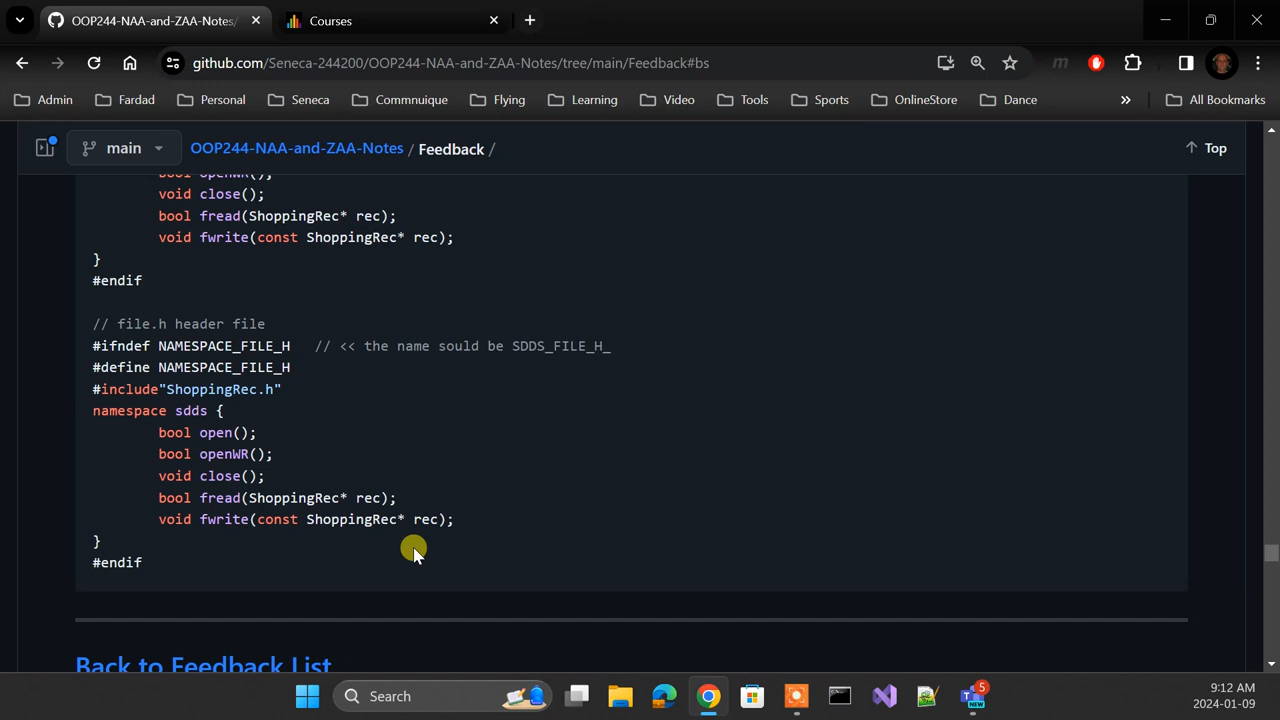 OOP244-NAA-and-ZAA-Notes/
Courses
github.com/Seneca-244200/OOP244-NAA-and-ZAA-Notes/tree/main/Feedback#bs
Admin Fardad Personal Seneca Commnuique Flying Learning Video Tools Sports OnlineStore Dance » All Bookmarks
main OOP244-NAA-and-ZAA-Notes / Feedback / ↑ Top
bool openWR();
void close();
bool fread(ShoppingRec* rec);
void fwrite(const ShoppingRec* rec);
}
#endif
// file.h header file
#ifndef NAMESPACE_FILE_H // << the name sould be SDDS_FILE_H_
#define NAMESPACE_FILE_H
#include"ShoppingRec.h"
namespace sdds {
bool open();
bool openWR();
void close();
bool fread(ShoppingRec* rec);
void fwrite(const ShoppingRec* rec);
}
#endif
Back to Feedback List
Search
5
NEW
9:12 AM
2024-01-09